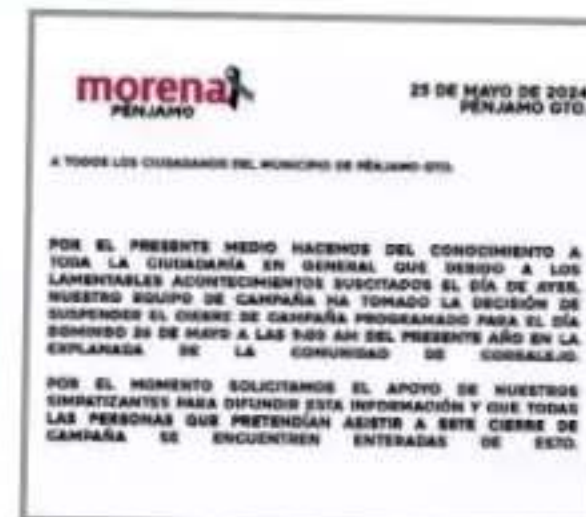 morena
PÉNJAMO
25 DE MAYO DE 2024
PÉNJAMO GTO.
A TODOS LOS CIUDADANOS DEL MUNICIPIO DE PÉNJAMO GTO.
POR EL PRESENTE MEDIO HACEMOS DEL CONOCIMIENTO A
TODA LA CIUDADANÍA EN GENERAL QUE DEBIDO A LOS
LAMENTABLES ACONTECIMIENTOS SUSCITADOS EL DÍA DE AYER,
NUESTRO EQUIPO DE CAMPAÑA HA TOMADO LA DECISIÓN DE
SUSPENDER EL CIERRE DE CAMPAÑA PROGRAMADO PARA EL DÍA
DOMINGO 26 DE MAYO A LAS 9:00 AM DEL PRESENTE AÑO EN LA
EXPLANADA DE LA COMUNIDAD DE CORRALEJO.
POR EL MOMENTO SOLICITAMOS EL APOYO DE NUESTROS
SIMPATIZANTES PARA DIFUNDIR ESTA INFORMACIÓN Y QUE TODAS
LAS PERSONAS QUE PRETENDÍAN ASISTIR A ESTE CIERRE DE
CAMPAÑA SE ENCUENTREN ENTERADAS DE ESTO.